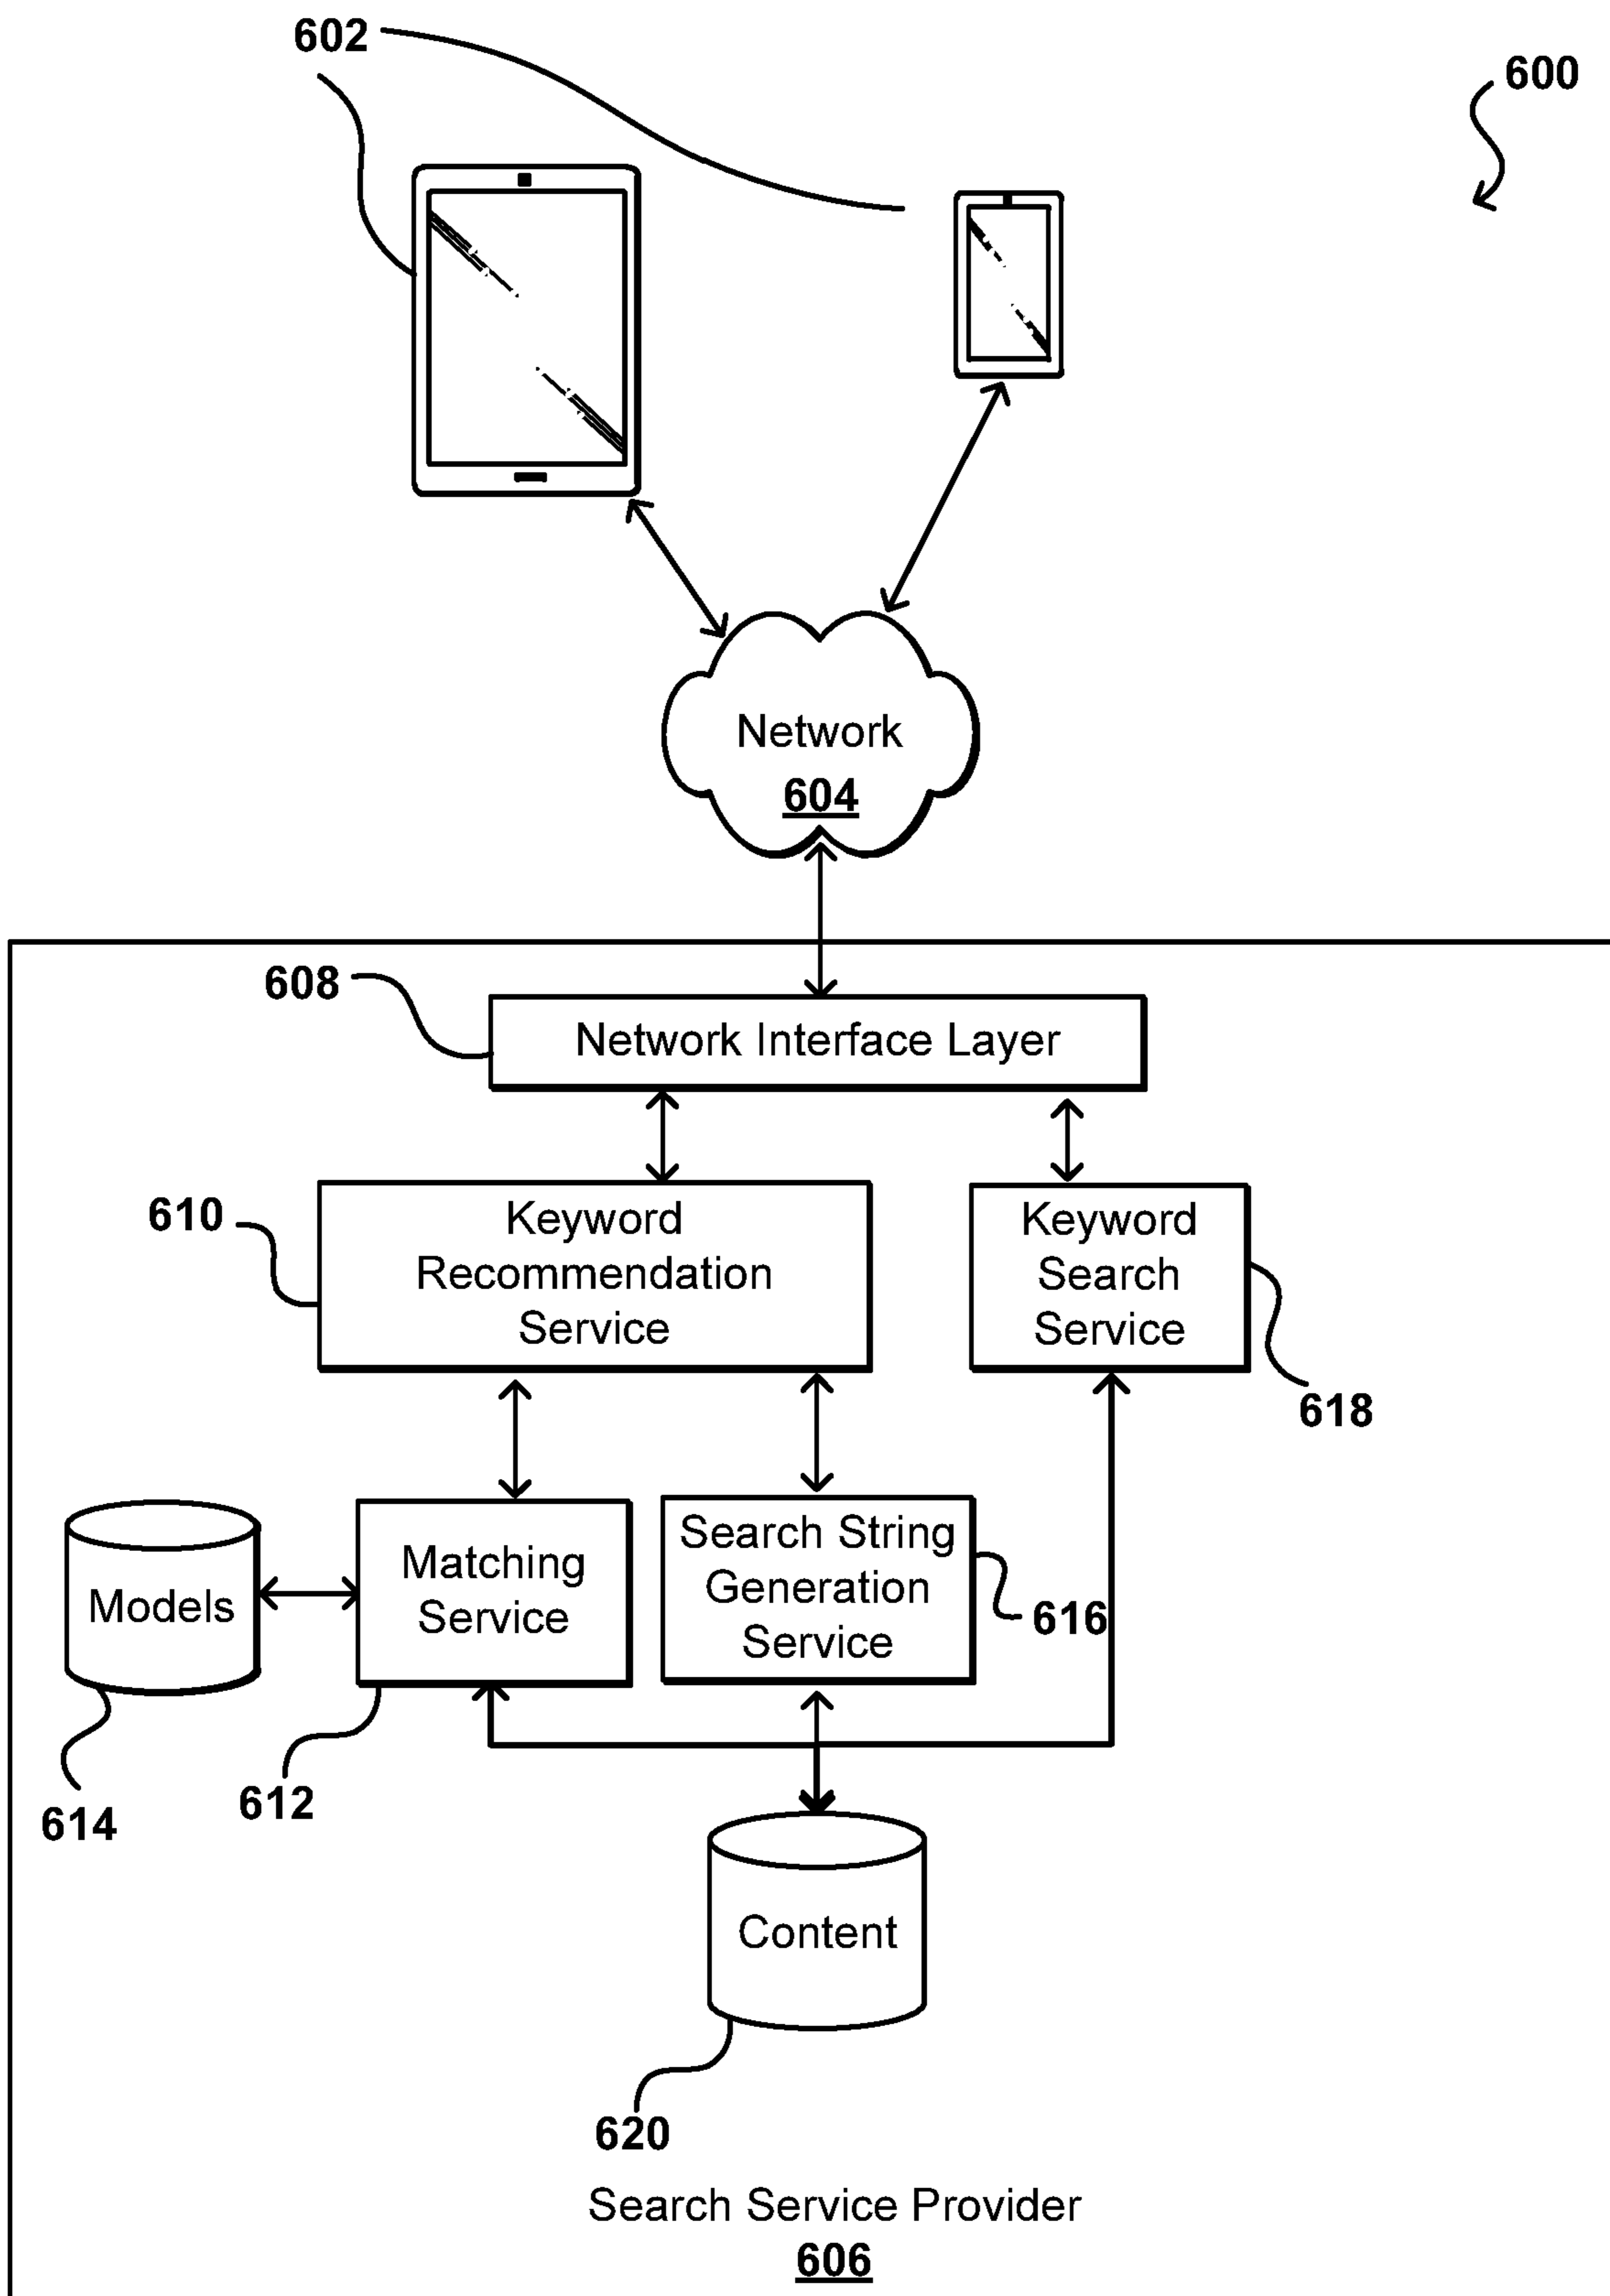 602
600
Network
604
608
Network Interface Layer
610
Keyword
Recommendation
Service
Keyword
Search
Service
618
Models
Matching
Service
Search String
Generation
Service
616
614
612
Content
620
Search Service Provider
606